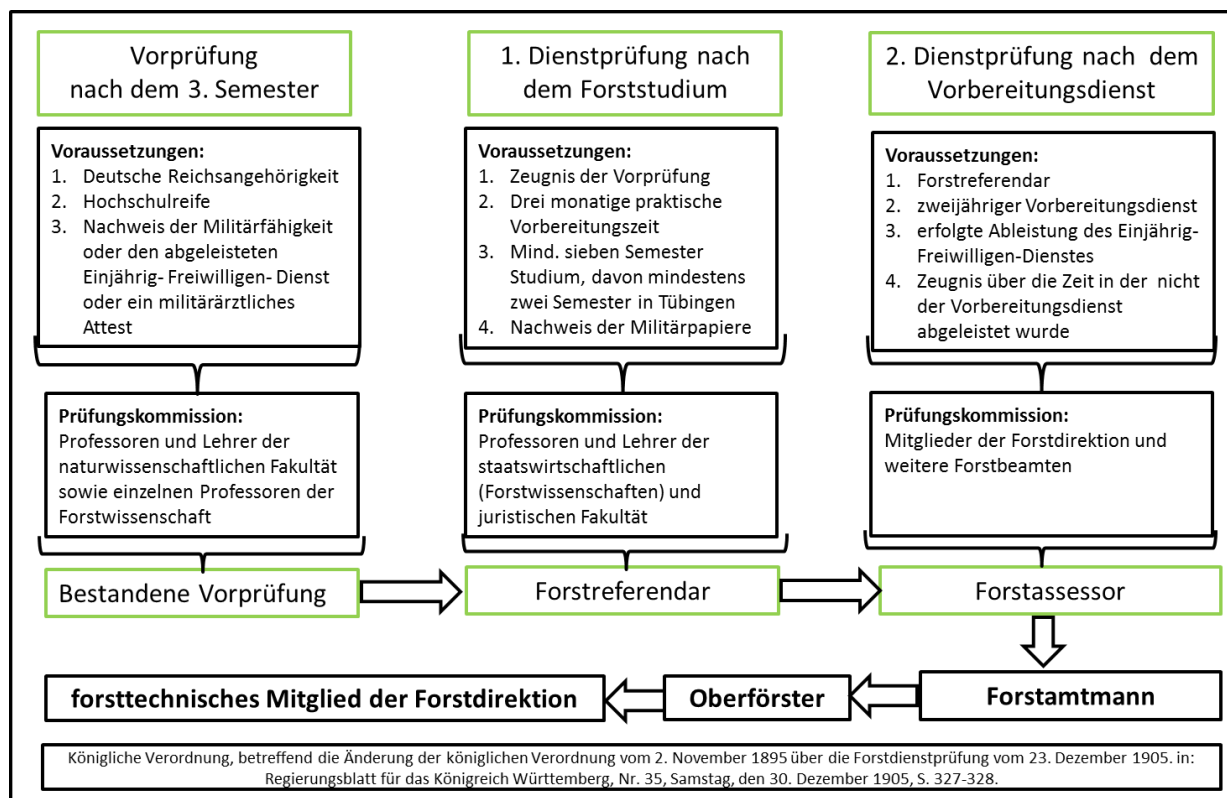 Vorprüfung
nach dem 3. Semester
Voraussetzungen:
1. Deutsche Reichsangehörigkeit
2. Hochschulreife
3. Nachweis der Militärfähigkeit
oder den abgeleisteten
Einjährig- Freiwilligen- Dienst
oder ein militärärztliches
Attest
Prüfungskommission:
Professoren und Lehrer der
naturwissenschaftlichen Fakultät
sowie einzelnen Professoren der
Forstwissenschaft
Bestandene Vorprüfung
1. Dienstprüfung nach
dem Forststudium
Voraussetzungen:
1. Zeugnis der Vorprüfung
2. Drei monatige praktische
Vorbereitungszeit
3. Mind. sieben Semester
Studium, davon mindestens
zwei Semester in Tübingen
4. Nachweis der Militärpapiere
Prüfungskommission:
Professoren und Lehrer der
staatswirtschaftlichen
(Forstwissenschaften) und
juristischen Fakultät
Forstreferendar
2. Dienstprüfung nach dem
Vorbereitungsdienst
Voraussetzungen:
1. Forstreferendar
2. zweijähriger Vorbereitungsdienst
3. erfolgte Ableistung des Einjährig-
Freiwilligen-Dienstes
4. Zeugnis über die Zeit in der nicht
der Vorbereitungsdienst
abgeleistet wurde
Prüfungskommission:
Mitglieder der Forstdirektion und
weitere Forstbeamten
Forstassessor
forsttechnisches Mitglied der Forstdirektion
Oberförster
Forstamtmann
Königliche Verordnung, betreffend die Änderung der königlichen Verordnung vom 2. November 1895 über die Forstdienstprüfung vom 23. Dezember 1905. in:
Regierungsblatt für das Königreich Württemberg, Nr. 35, Samstag, den 30. Dezember 1905, S. 327-328.